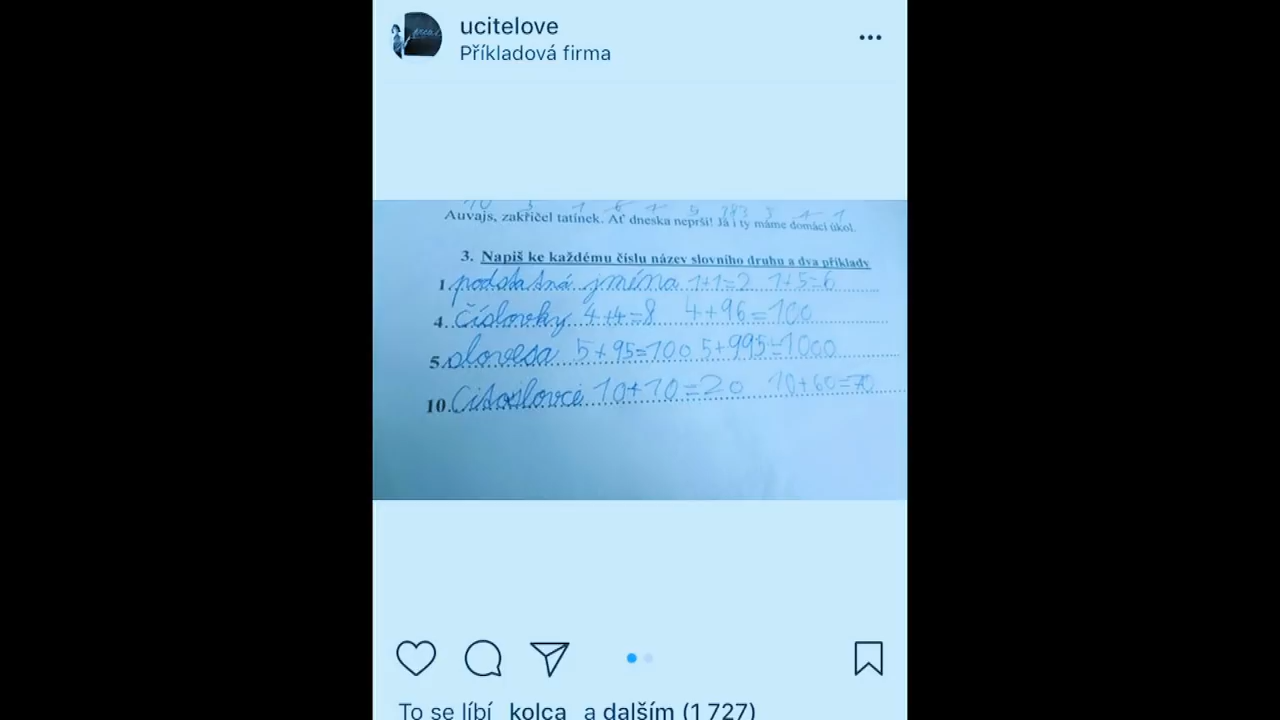 ucitelove
Příkladová firma
Auvajs, zakřičel tatínek. Ať dneska neprší! Já i ty máme domácí úkol.
3. Napiš ke každému číslu název slovního druhu a dva příklady
1 podstatná jména 1+1=2 1+5=6
4. číslovky 4+4=8 4+96=100
5. slovesa 5+95=100 5+995=1000
10. Citoslovce 10+10=20 10+60=70
To se líbí kolca a dalším (1 727)